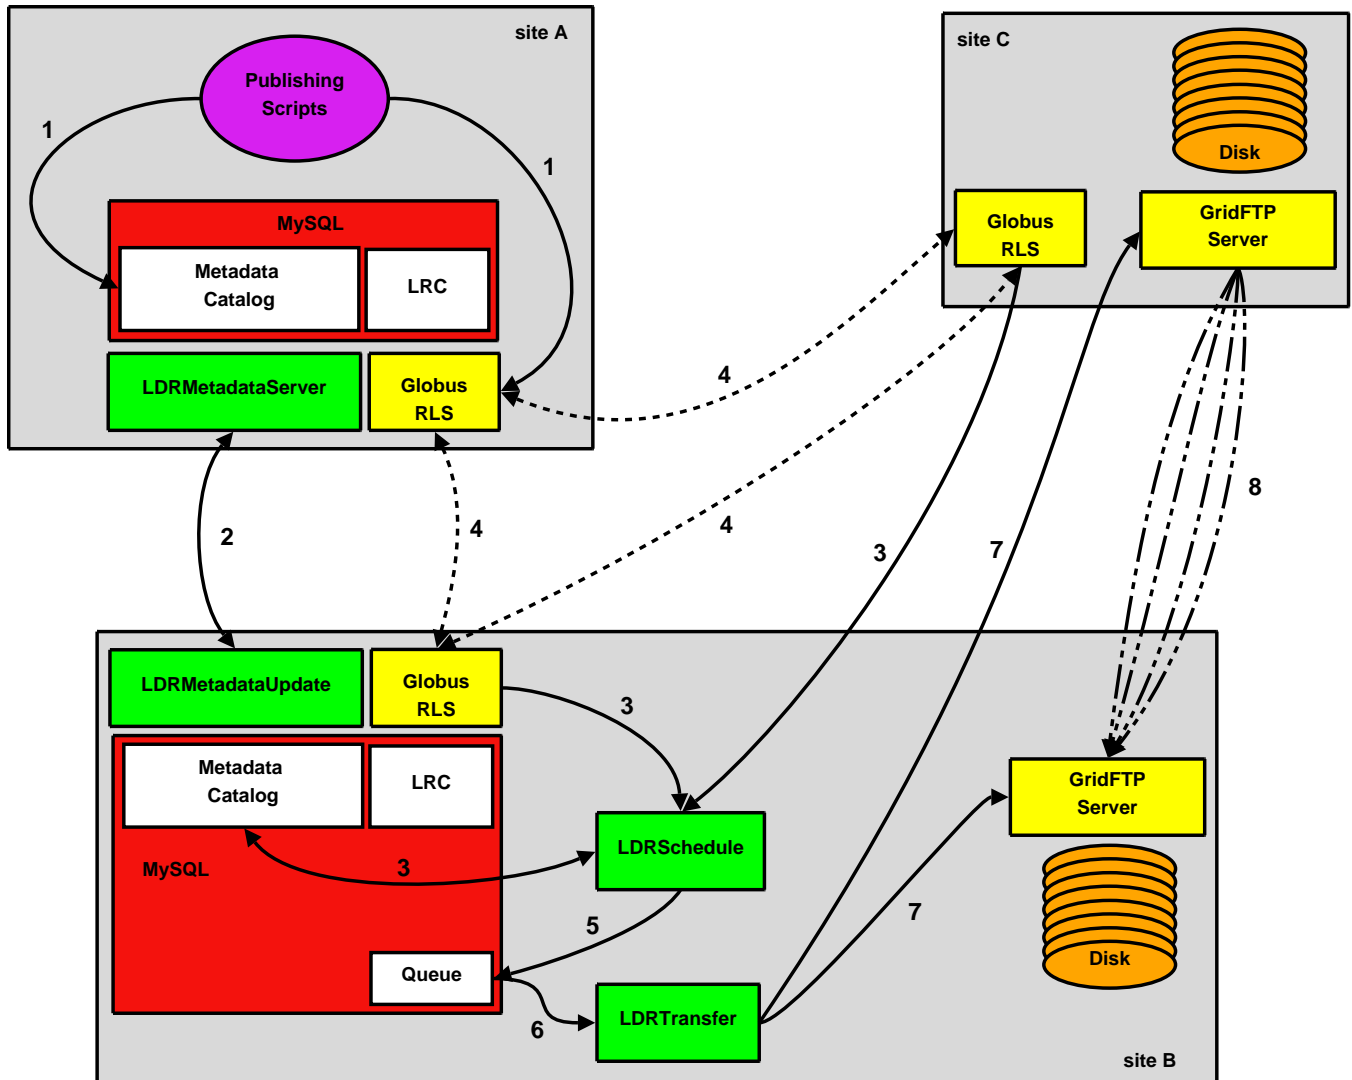 site A
Publishing
Scripts
1
1
MySQL
Metadata
Catalog
LRC
LDRMetadataServer
Globus
RLS
site C
Disk
Globus
RLS
GridFTP
Server
4
2
4
4
3
7
8
LDRMetadataUpdate
Globus
RLS
3
Metadata
Catalog
LRC
MySQL
3
LDRSchedule
GridFTP
Server
5
7
Queue
6
LDRTransfer
Disk
site B